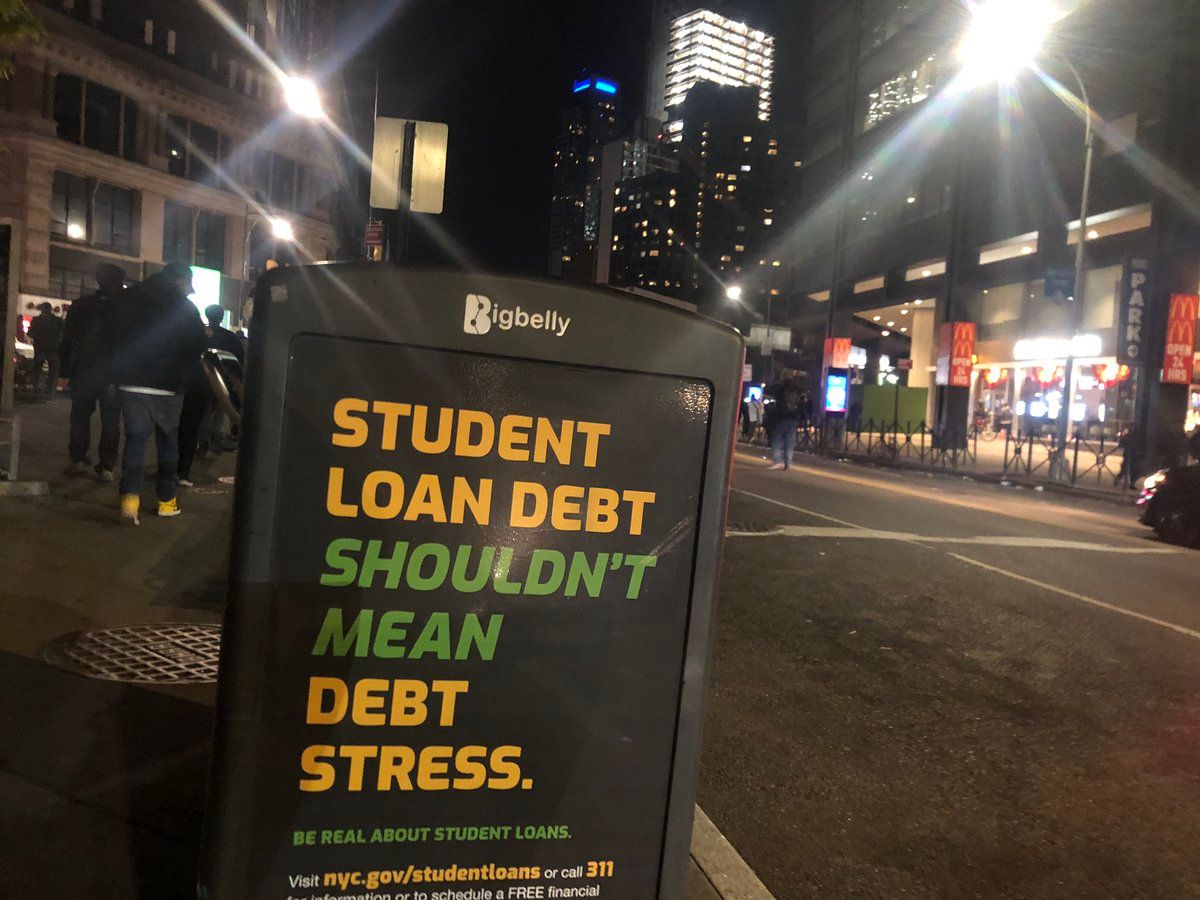 Bigbelly
STUDENT
LOAN DEBT
SHOULDN'T
MEAN
DEBT
STRESS.
BE REAL ABOUT STUDENT LOANS.
Visit nyc.gov/studentloans or call 311
for information or to schedule a FREE financial
PARK
OPEN
24
HRS
OPEN
24
HRS